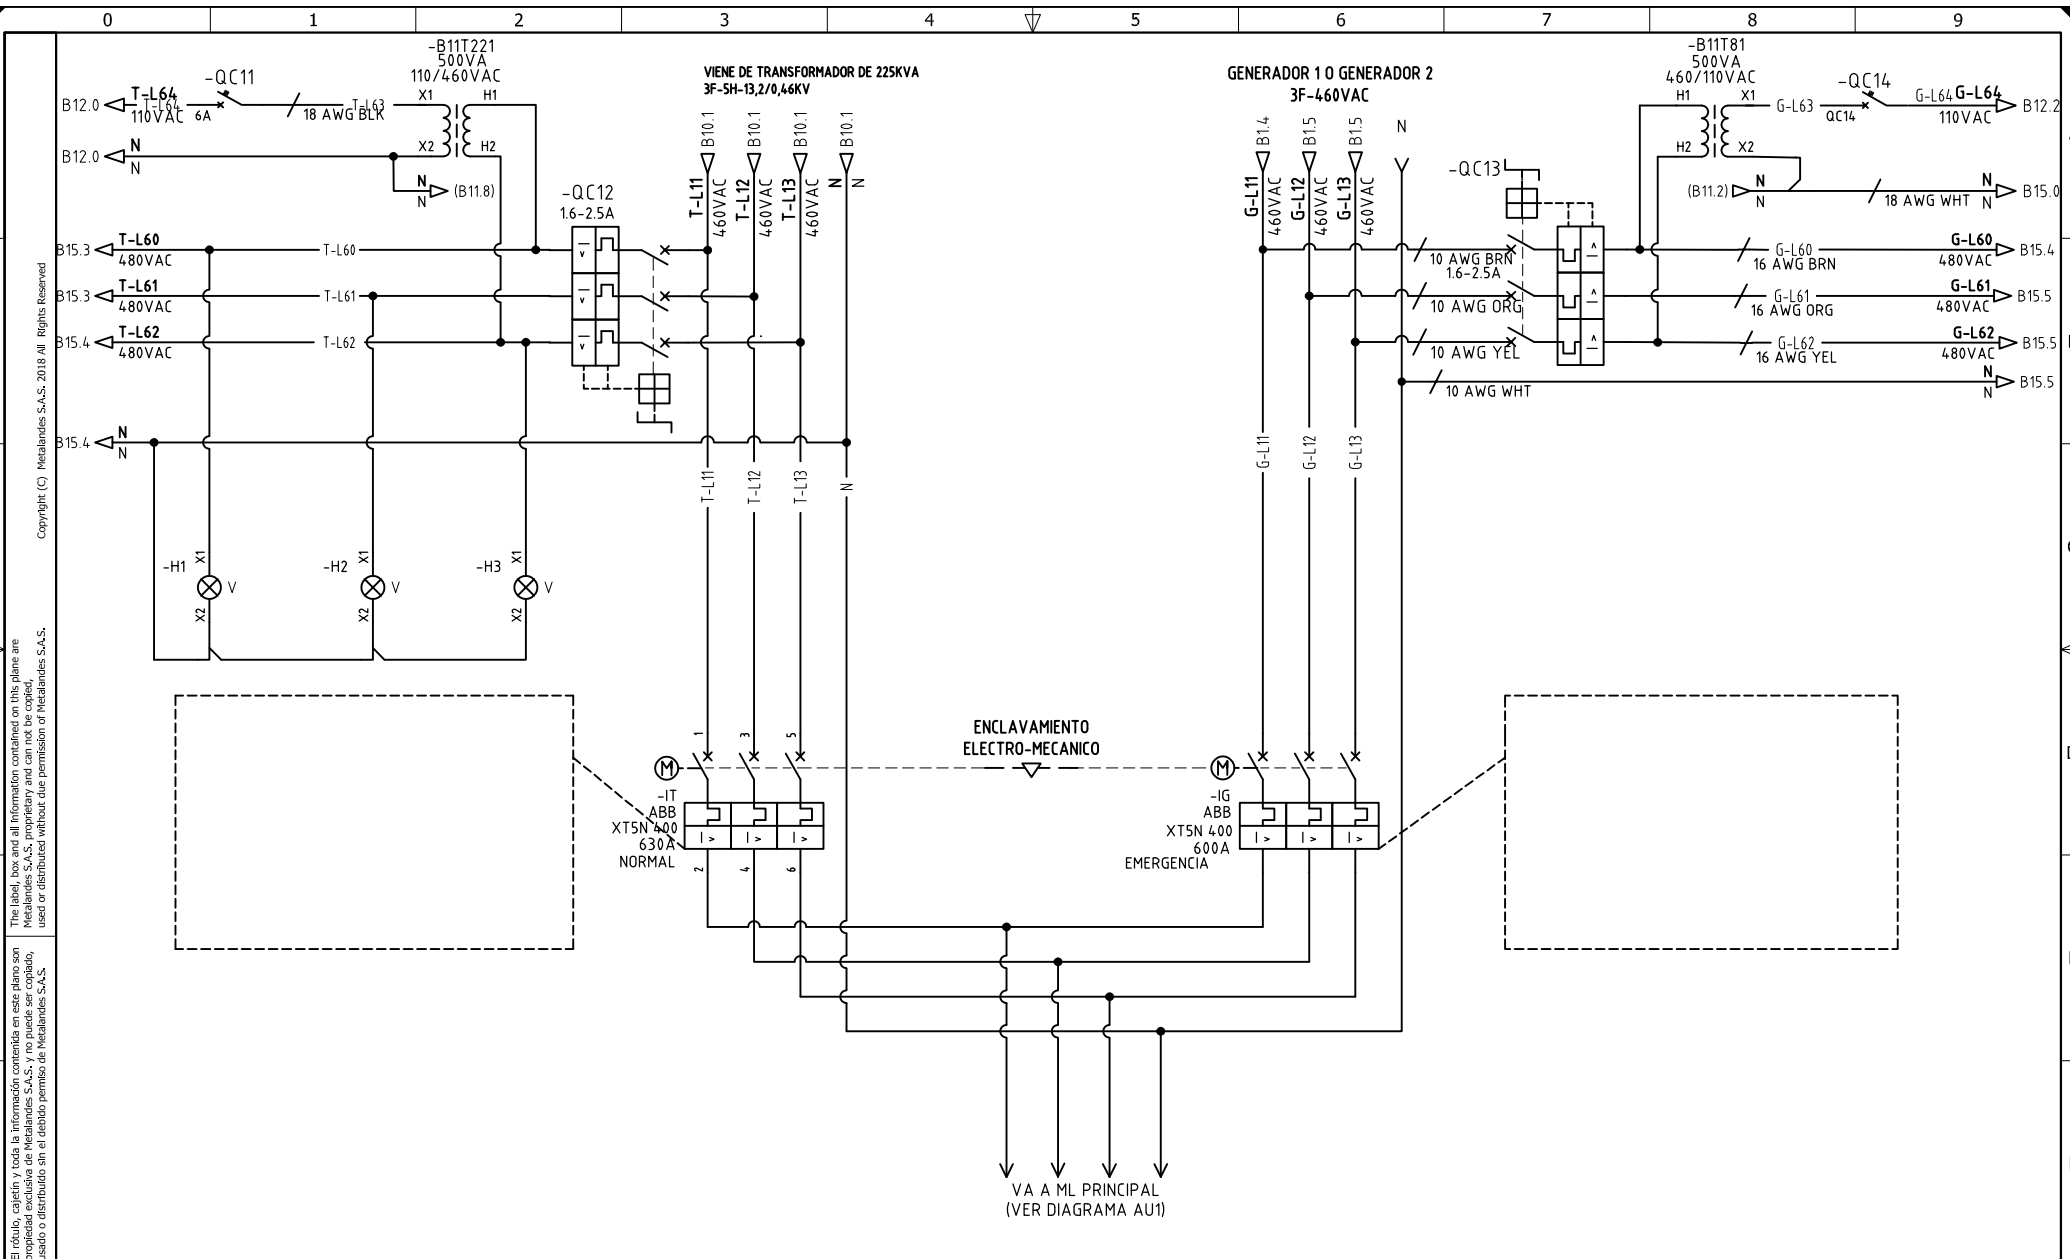 0 1 2 3 4 5 6 7 8 9
-B11T221
500VA
110/460VAC
-QC11
X1 H1
B12.0 T-L64
T-L64
110VAC 6A
18 AWG BLK
T-L63
B12.0 N
N
X2 H2
N
N (B11.8)
VIENE DE TRANSFORMADOR DE 225KVA
3F-5H-13,2/0,46KV
B10.1 B10.1 B10.1 B10.1
T-L11 460VAC
T-L12 460VAC
T-L13 460VAC
N N
-QC12
1.6-2.5A
B15.3 T-L60
480VAC
T-L60
B15.3 T-L61
480VAC
T-L61
B15.4 T-L62
480VAC
T-L62
B15.4 N
N
T-L11 T-L12 T-L13 N
-H1 X1 V X2
-H2 X1 V X2
-H3 X1 V X2
GENERADOR 1 O GENERADOR 2
3F-460VAC
B1.4 B1.5 B1.5 N
G-L11 460VAC
G-L12 460VAC
G-L13 460VAC
-QC13
10 AWG BRN
1.6-2.5A
10 AWG ORG
10 AWG YEL
10 AWG WHT
G-L11 G-L12 G-L13
-B11T81
500VA
460/110VAC
-QC14
H1 X1
G-L63
QC14
G-L64 G-L64 B12.2
110VAC
H2 X2
(B11.2) N
N
18 AWG WHT
N
N B15.0
G-L60
16 AWG BRN
G-L60
480VAC B15.4
G-L61
16 AWG ORG
G-L61
480VAC B15.5
G-L62
16 AWG YEL
G-L62
480VAC B15.5
N
N B15.5
ENCLAVAMIENTO
ELECTRO-MECANICO
1 3 5
M
-IT
ABB
XT5N 400
630A
NORMAL
I > I > I >
2 4 6
M
-IG
ABB
XT5N 400
600A
EMERGENCIA
I > I > I >
VA A ML PRINCIPAL
(VER DIAGRAMA AU1)
Copyright (C) Metalandes S.A.S. 2018 All Rights Reserved
The label, box and all information contained on this plane are
Metalandes S.A.S. proprietary and can not be copied,
used or distributed without due permission of Metalandes S.A.S.
El rótulo, cajetín y toda la información contenida en este plano son
propiedad exclusiva de Metalandes S.A.S. y no puede ser copiado,
usado o distribuido sin el debido permiso de Metalandes S.A.S.